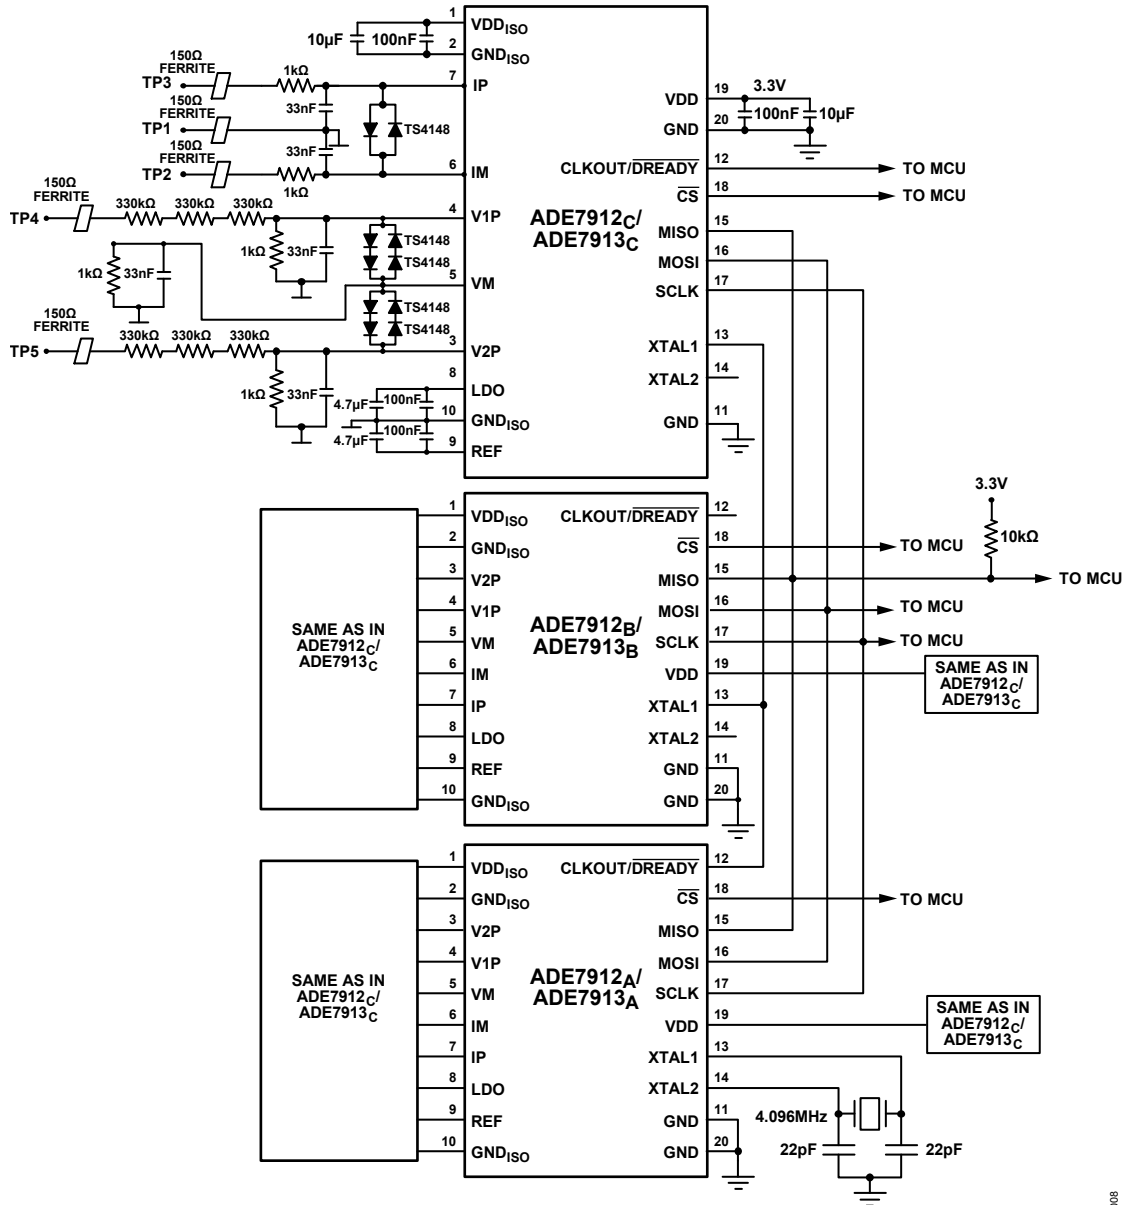 1
VDDISO
10µF
100nF
2
GNDISO
150Ω
FERRITE
1kΩ
7
TP3
IP
150Ω
FERRITE
33nF
TP1
TS4148
150Ω
FERRITE
33nF
6
TP2
IM
1kΩ
150Ω
FERRITE
330kΩ 330kΩ 330kΩ
4
TP4
V1P
1kΩ
33nF
TS4148
TS4148
5
VM
1kΩ
33nF
TS4148
TS4148
150Ω
FERRITE
330kΩ 330kΩ 330kΩ
3
TP5
V2P
1kΩ
33nF
8
LDO
4.7µF
100nF
10
GNDISO
4.7µF
100nF
9
REF
ADE7912C/
ADE7913C
19
3.3V
VDD
100nF
10µF
20
GND
12
CLKOUT/DREADY
TO MCU
18
CS
TO MCU
15
MISO
16
MOSI
17
SCLK
13
XTAL1
14
XTAL2
11
GND
3.3V
10kΩ
SAME AS IN
ADE7912C/
ADE7913C
1
VDDISO
2
GNDISO
3
V2P
4
V1P
5
VM
6
IM
7
IP
8
LDO
9
REF
10
GNDISO
ADE7912B/
ADE7913B
CLKOUT/DREADY
12
CS
18
TO MCU
MISO
15
TO MCU
MOSI
16
TO MCU
SCLK
17
TO MCU
VDD
19
SAME AS IN
ADE7912C/
ADE7913C
XTAL1
13
XTAL2
14
GND
11
GND
20
SAME AS IN
ADE7912C/
ADE7913C
1
VDDISO
2
GNDISO
3
V2P
4
V1P
5
VM
6
IM
7
IP
8
LDO
9
REF
10
GNDISO
ADE7912A/
ADE7913A
CLKOUT/DREADY
12
CS
18
TO MCU
MISO
15
MOSI
16
SCLK
17
VDD
19
SAME AS IN
ADE7912C/
ADE7913C
XTAL1
13
XTAL2
14
GND
11
4.096MHz
GND
20
22pF
22pF